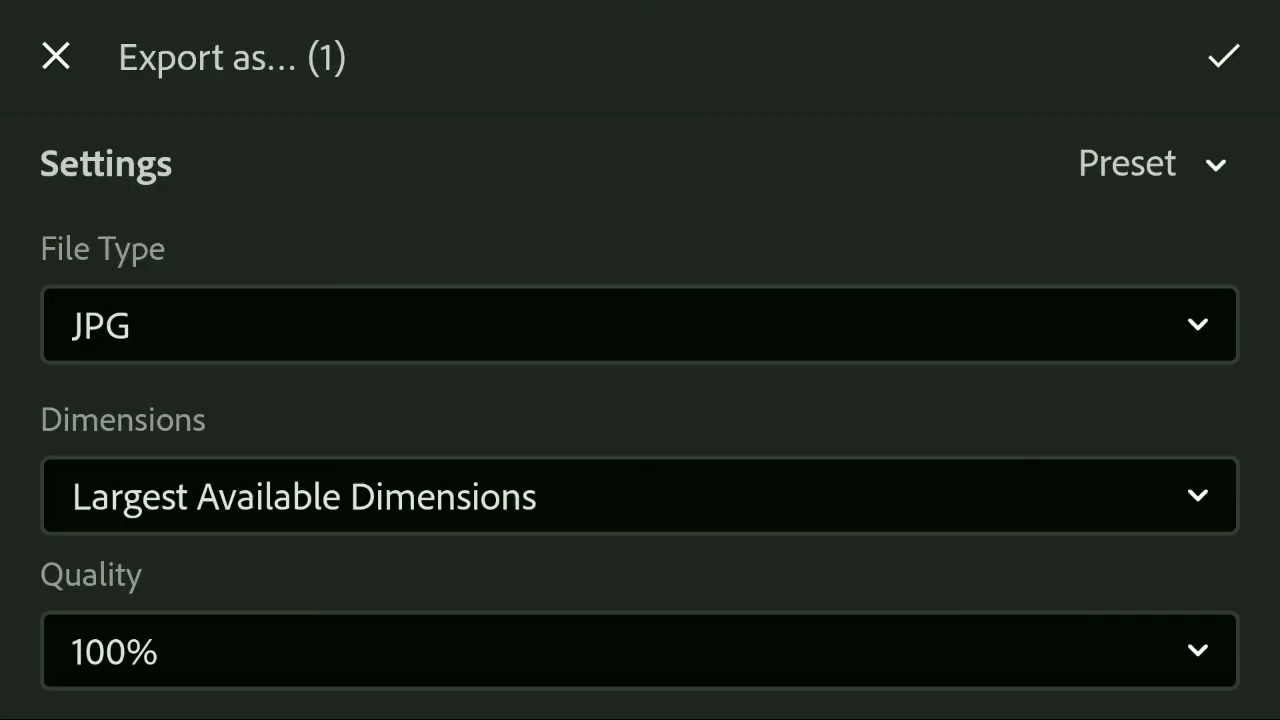 Export as... (1)
Settings
Preset
File Type
JPG
Dimensions
Largest Available Dimensions
Quality
100%